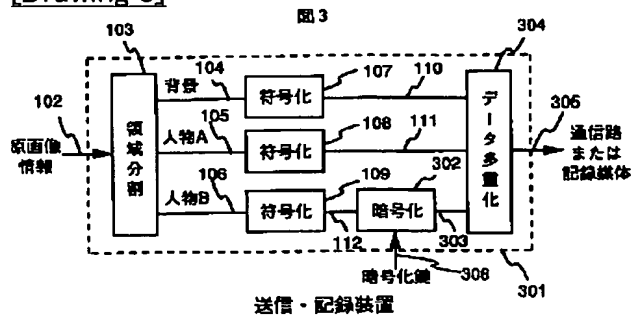 [Drawing 3]
図3
103
304
背景
104
107
110
符号化
102
原画像
情報
領域分割
人物A
105
108
111
符号化
データ多重化
305
通信路
または
記録媒体
人物B
106
109
302
符号化
112
暗号化
303
暗号化鍵
308
301
送信・記録装置